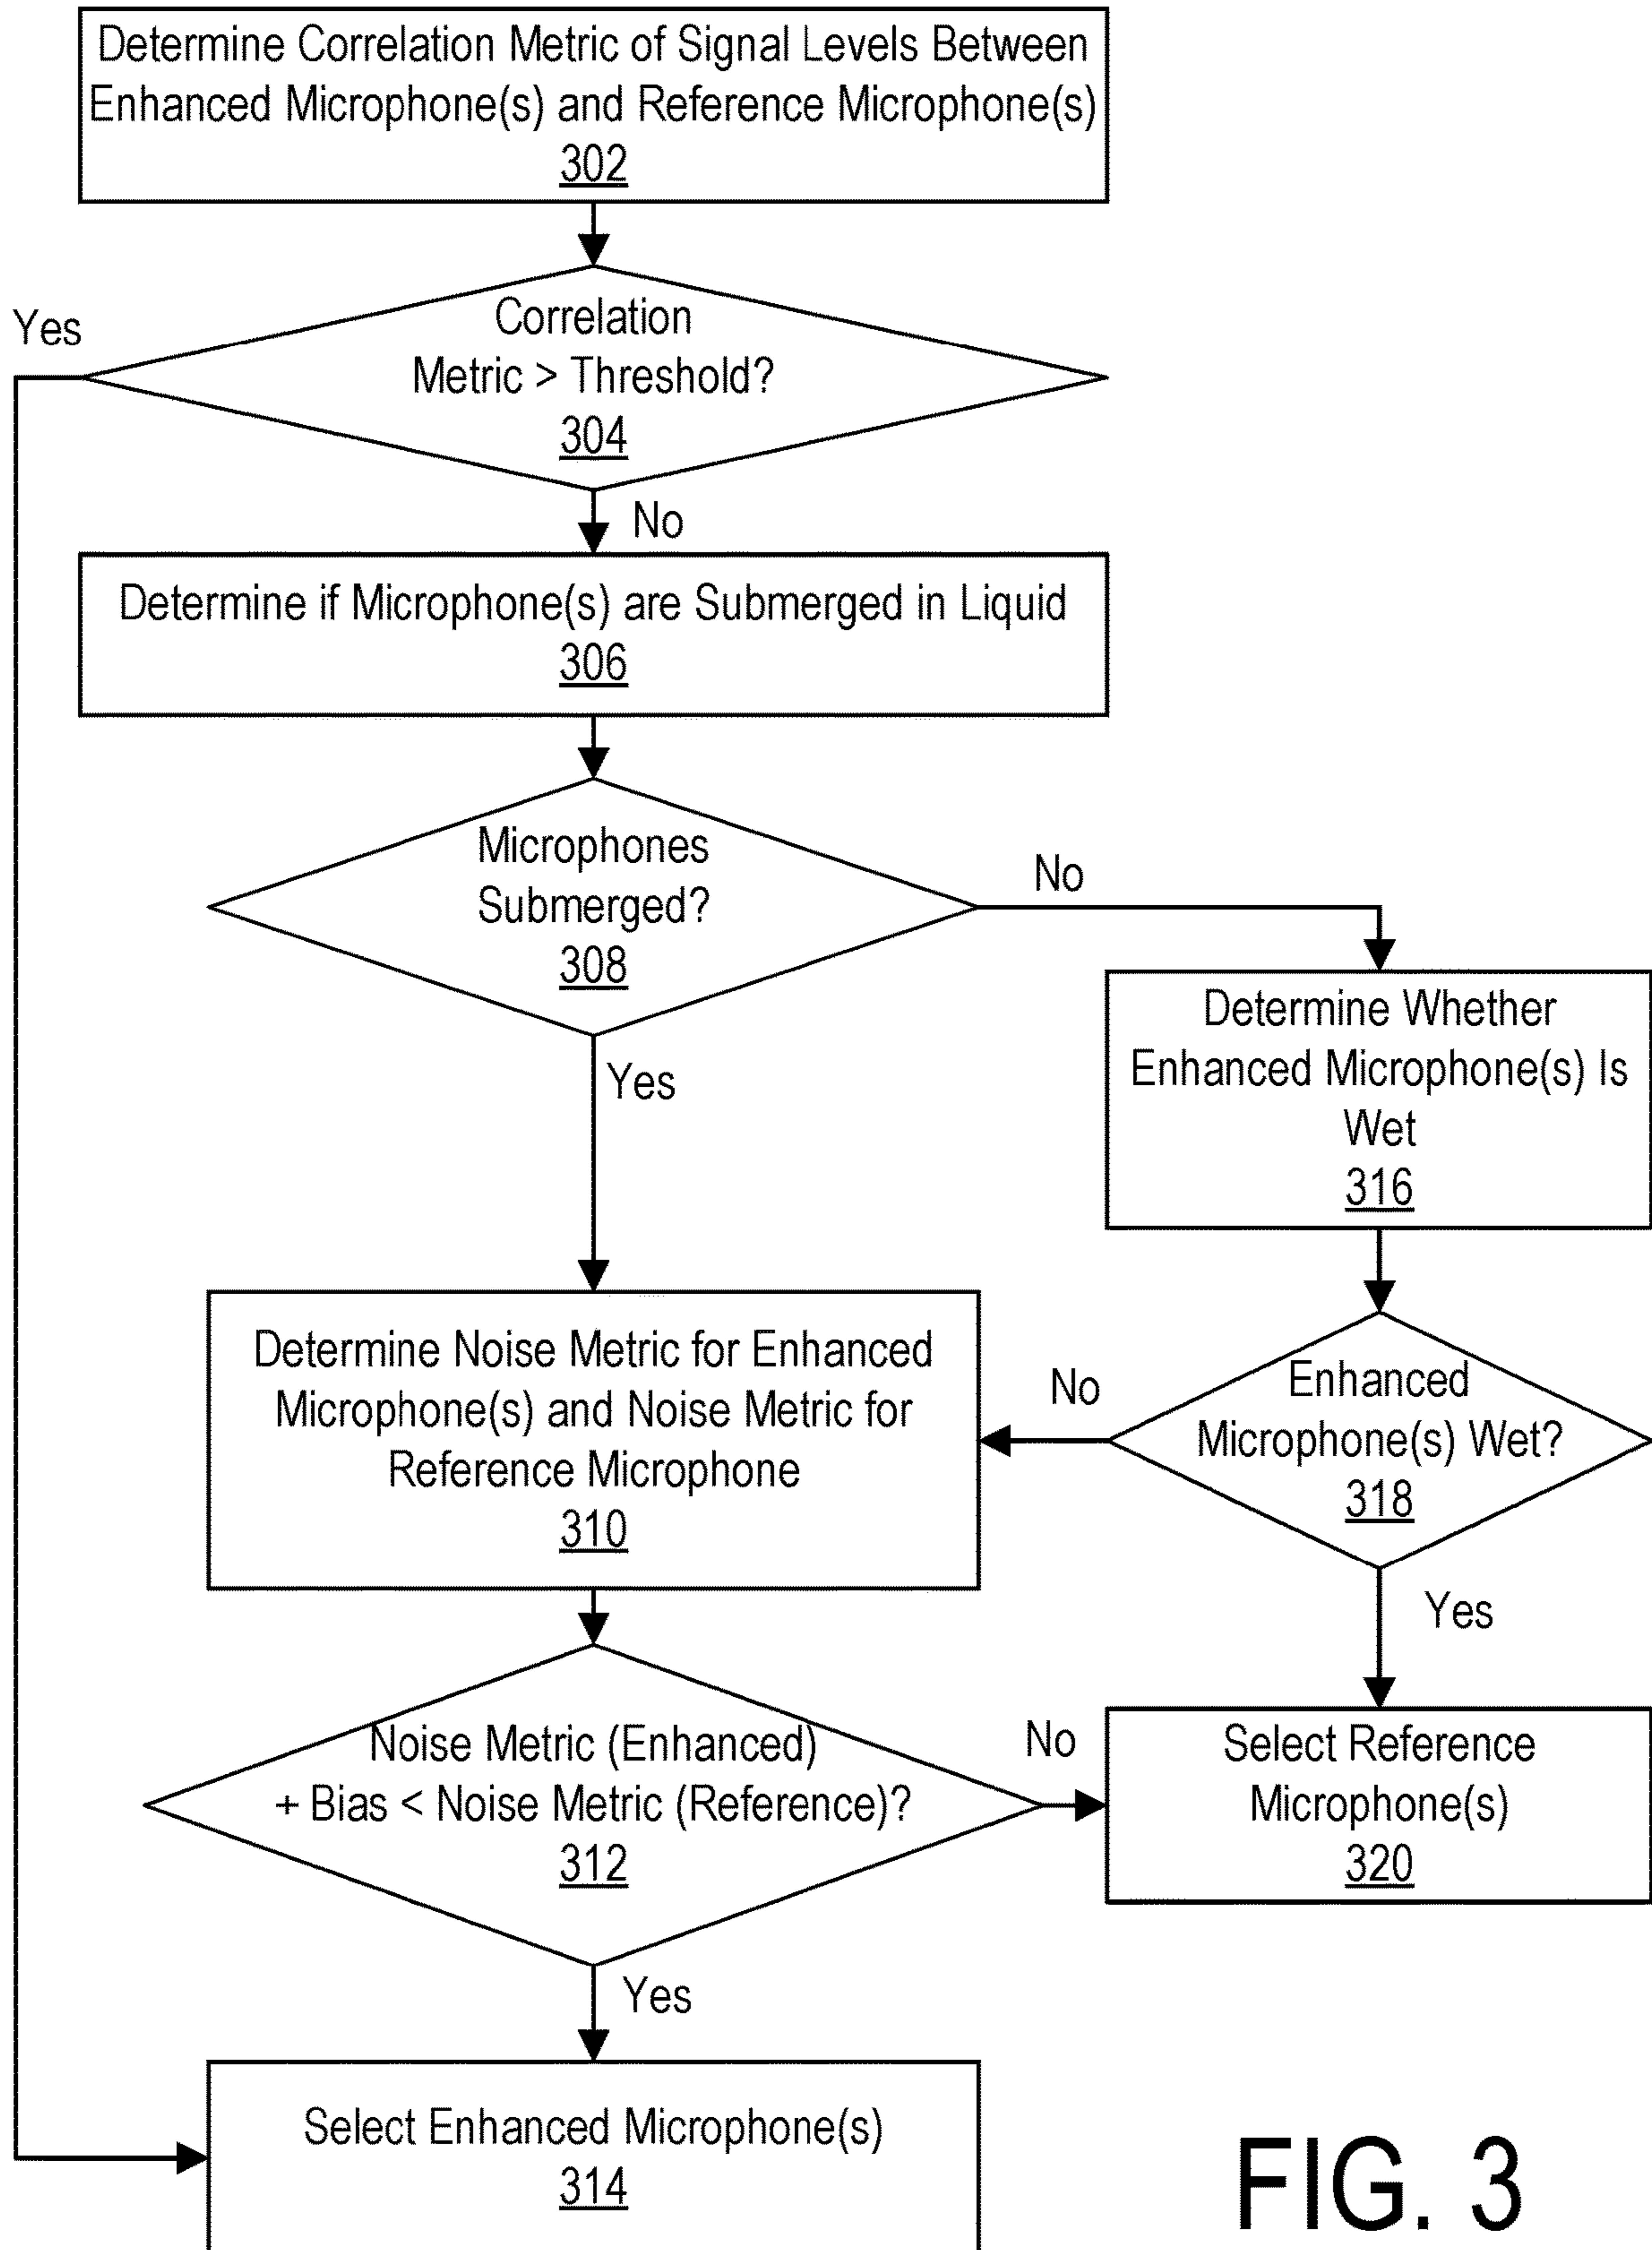 Determine Correlation Metric of Signal Levels Between
Enhanced Microphone(s) and Reference Microphone(s)
302
Correlation
Metric > Threshold?
304
Yes
No
Determine if Microphone(s) are Submerged in Liquid
306
Microphones
Submerged?
308
No
Yes
Determine Whether
Enhanced Microphone(s) Is
Wet
316
Determine Noise Metric for Enhanced
Microphone(s) and Noise Metric for
Reference Microphone
310
No
Enhanced
Microphone(s) Wet?
318
Yes
Noise Metric (Enhanced)
+ Bias < Noise Metric (Reference)?
312
No
Select Reference
Microphone(s)
320
Yes
Select Enhanced Microphone(s)
314
FIG. 3